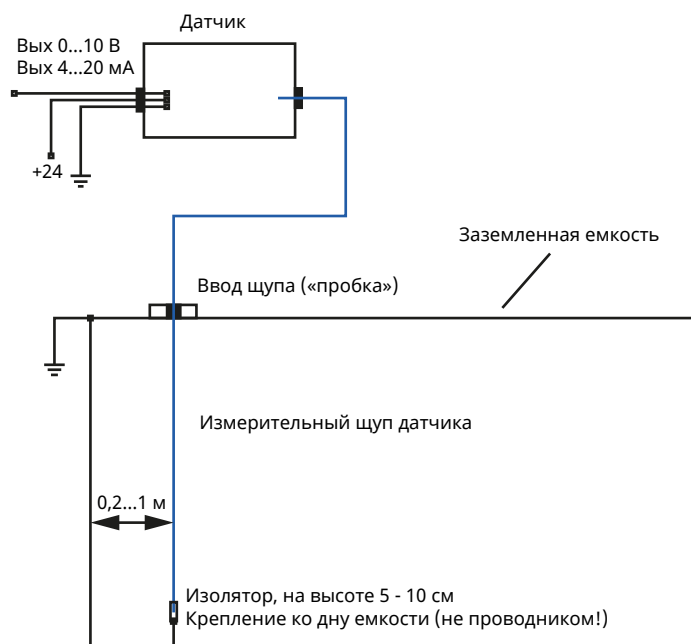 Датчик
Вых 0...10 В
Вых 4...20 мА
+24
Заземленная емкость
Ввод щупа («пробка»)
Измерительный щуп датчика
0,2...1 м
Изолятор, на высоте 5 - 10 см
Крепление ко дну емкости (не проводником!)